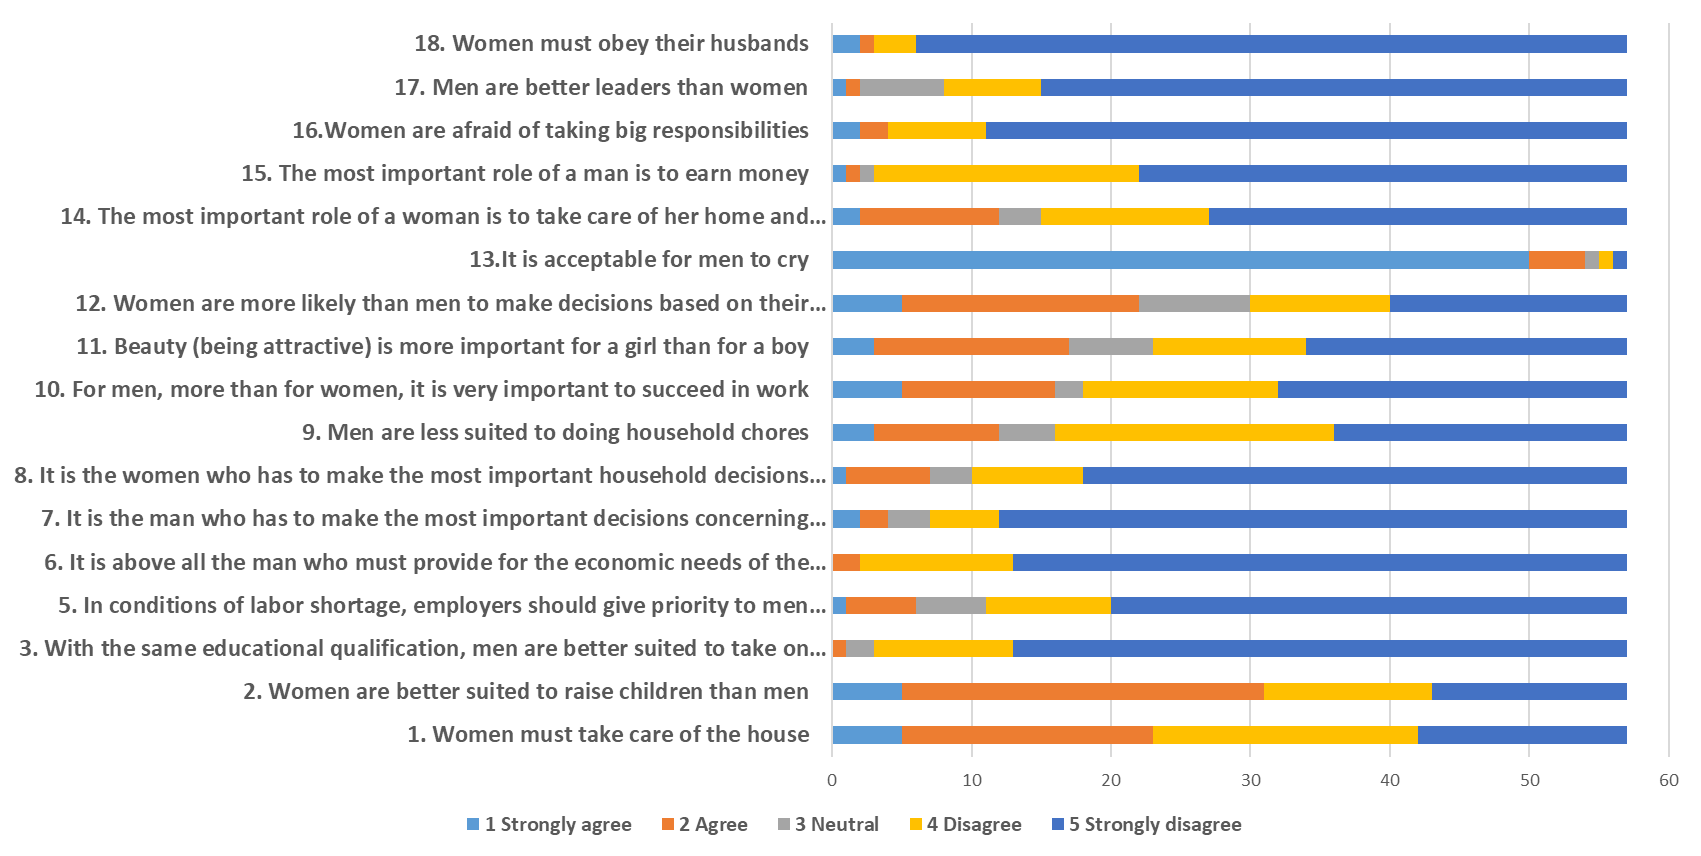 18. Women must obey their husbands
17. Men are better leaders than women
16.Women are afraid of taking big responsibilities
15. The most important role of a man is to earn money
14. The most important role of a woman is to take care of her home and...
13.It is acceptable for men to cry
12. Women are more likely than men to make decisions based on their...
11. Beauty (being attractive) is more important for a girl than for a boy
10. For men, more than for women, it is very important to succeed in work
9. Men are less suited to doing household chores
8. It is the women who has to make the most important household decisions...
7. It is the man who has to make the most important decisions concerning...
6. It is above all the man who must provide for the economic needs of the...
5. In conditions of labor shortage, employers should give priority to men...
3. With the same educational qualification, men are better suited to take on...
2. Women are better suited to raise children than men
1. Women must take care of the house
0 10 20 30 40 50 60
1 Strongly agree 2 Agree 3 Neutral 4 Disagree 5 Strongly disagree